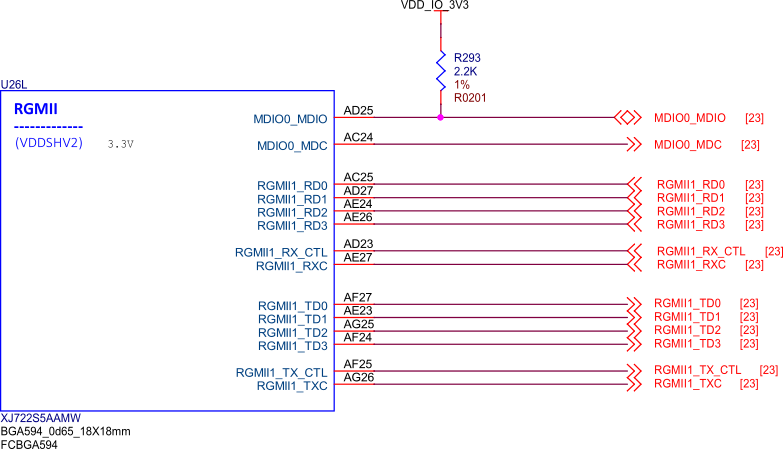 VDD_IO_3V3
R293
2.2K
1%
R0201
U26L
RGMII
-------------
(VDDSHV2) 3.3V
MDIO0_MDIO AD25 MDIO0_MDIO [23]
MDIO0_MDC AC24 MDIO0_MDC [23]
RGMII1_RD0 AC25 RGMII1_RD0 [23]
RGMII1_RD1 AD27 RGMII1_RD1 [23]
RGMII1_RD2 AE24 RGMII1_RD2 [23]
RGMII1_RD3 AE26 RGMII1_RD3 [23]
RGMII1_RX_CTL AD23 RGMII1_RX_CTL [23]
RGMII1_RXC AE27 RGMII1_RXC [23]
RGMII1_TD0 AF27 RGMII1_TD0 [23]
RGMII1_TD1 AE23 RGMII1_TD1 [23]
RGMII1_TD2 AG25 RGMII1_TD2 [23]
RGMII1_TD3 AF24 RGMII1_TD3 [23]
RGMII1_TX_CTL AF25 RGMII1_TX_CTL [23]
RGMII1_TXC AG26 RGMII1_TXC [23]
XJ722S5AAMW
BGA594_0d65_18X18mm
FCBGA594